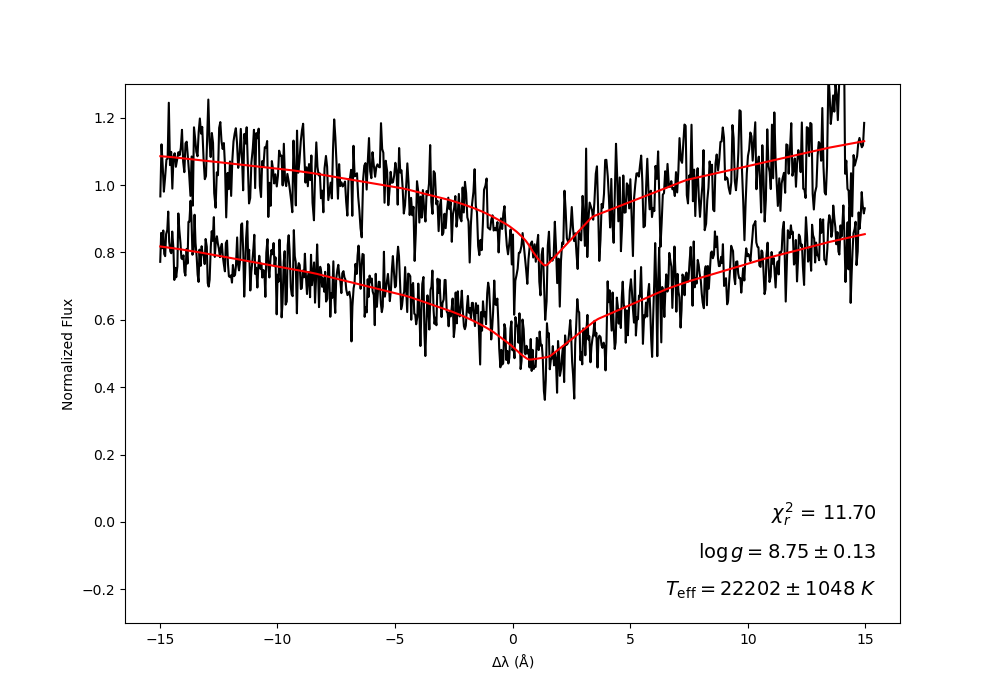 1.2
1.0
0.8
0.6
0.4
0.2
0.0
−0.2
Normalized Flux
χ²ᵣ = 11.70
log g = 8.75 ± 0.13
T_eff = 22202 ± 1048 K
−15 −10 −5 0 5 10 15
Δλ (Å)